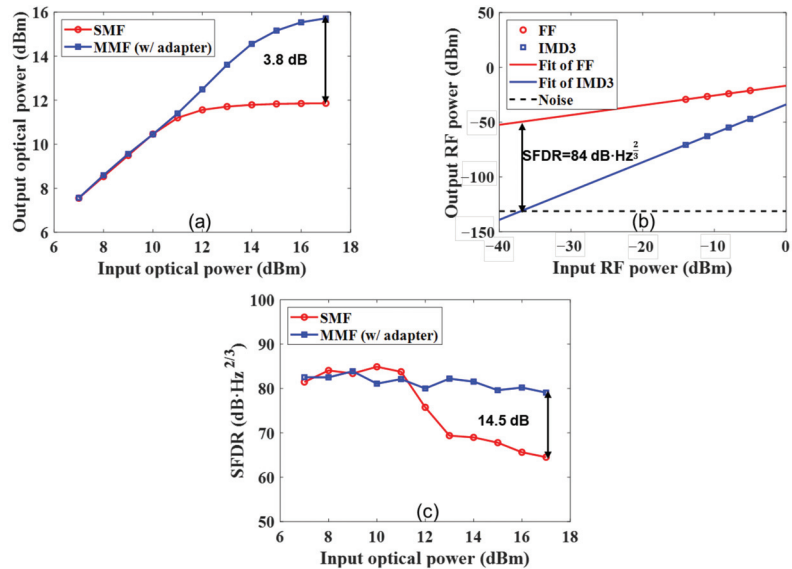 (a)
Output optical power (dBm)
16
14
12
10
8
6
SMF
MMF (w/ adapter)
3.8 dB
6 8 10 12 14 16 18
Input optical power (dBm)
(b)
Output RF power (dBm)
50
0
−50
−100
−150
FF
IMD3
Fit of FF
Fit of IMD3
Noise
SFDR=84 dB·Hz^{2/3}
−40 −30 −20 −10 0
Input RF power (dBm)
(c)
SFDR (dB·Hz ^{2/3})
100
90
80
70
60
50
SMF
MMF (w/ adapter)
14.5 dB
6 8 10 12 14 16 18
Input optical power (dBm)